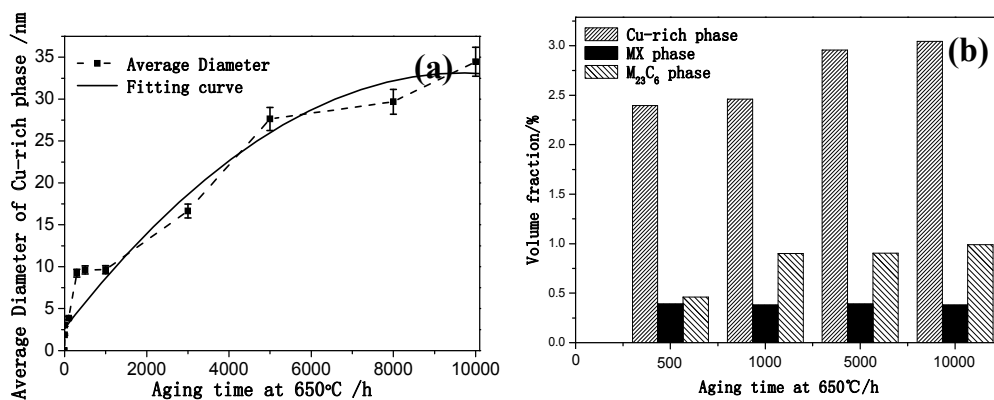 Average Diameter of Cu-rich phase /nm
35
30
25
20
15
10
5
0
(a)
Average Diameter
Fitting curve
0 2000 4000 6000 8000 10000
Aging time at 650°C /h
Volume fraction/%
3.0
2.5
2.0
1.5
1.0
0.5
0.0
(b)
Cu-rich phase
MX phase
M23C6 phase
0 500 1000 5000 10000
Aging time at 650℃/h